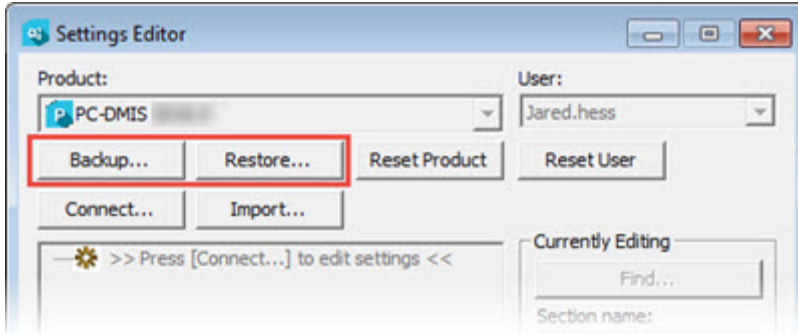 Settings Editor
Product: User:
PC-DMIS Jared.hess
Backup... Restore... Reset Product Reset User
Connect... Import...
Currently Editing
>> Press [Connect...] to edit settings <<
Find...
Section name: